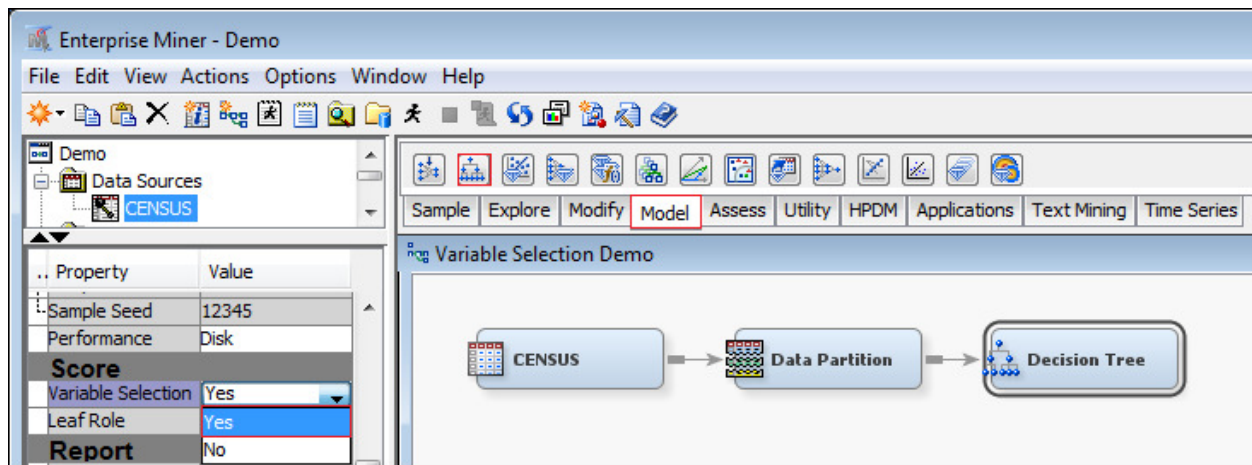 Enterprise Miner - Demo
File Edit View Actions Options Window Help
Demo
Data Sources
CENSUS
Sample Explore Modify Model Assess Utility HPDM Applications Text Mining Time Series
Variable Selection Demo
.. Property Value
Sample Seed 12345
Performance Disk
Score
Variable Selection Yes
Leaf Role Yes
Report No
CENSUS
Data Partition
Decision Tree